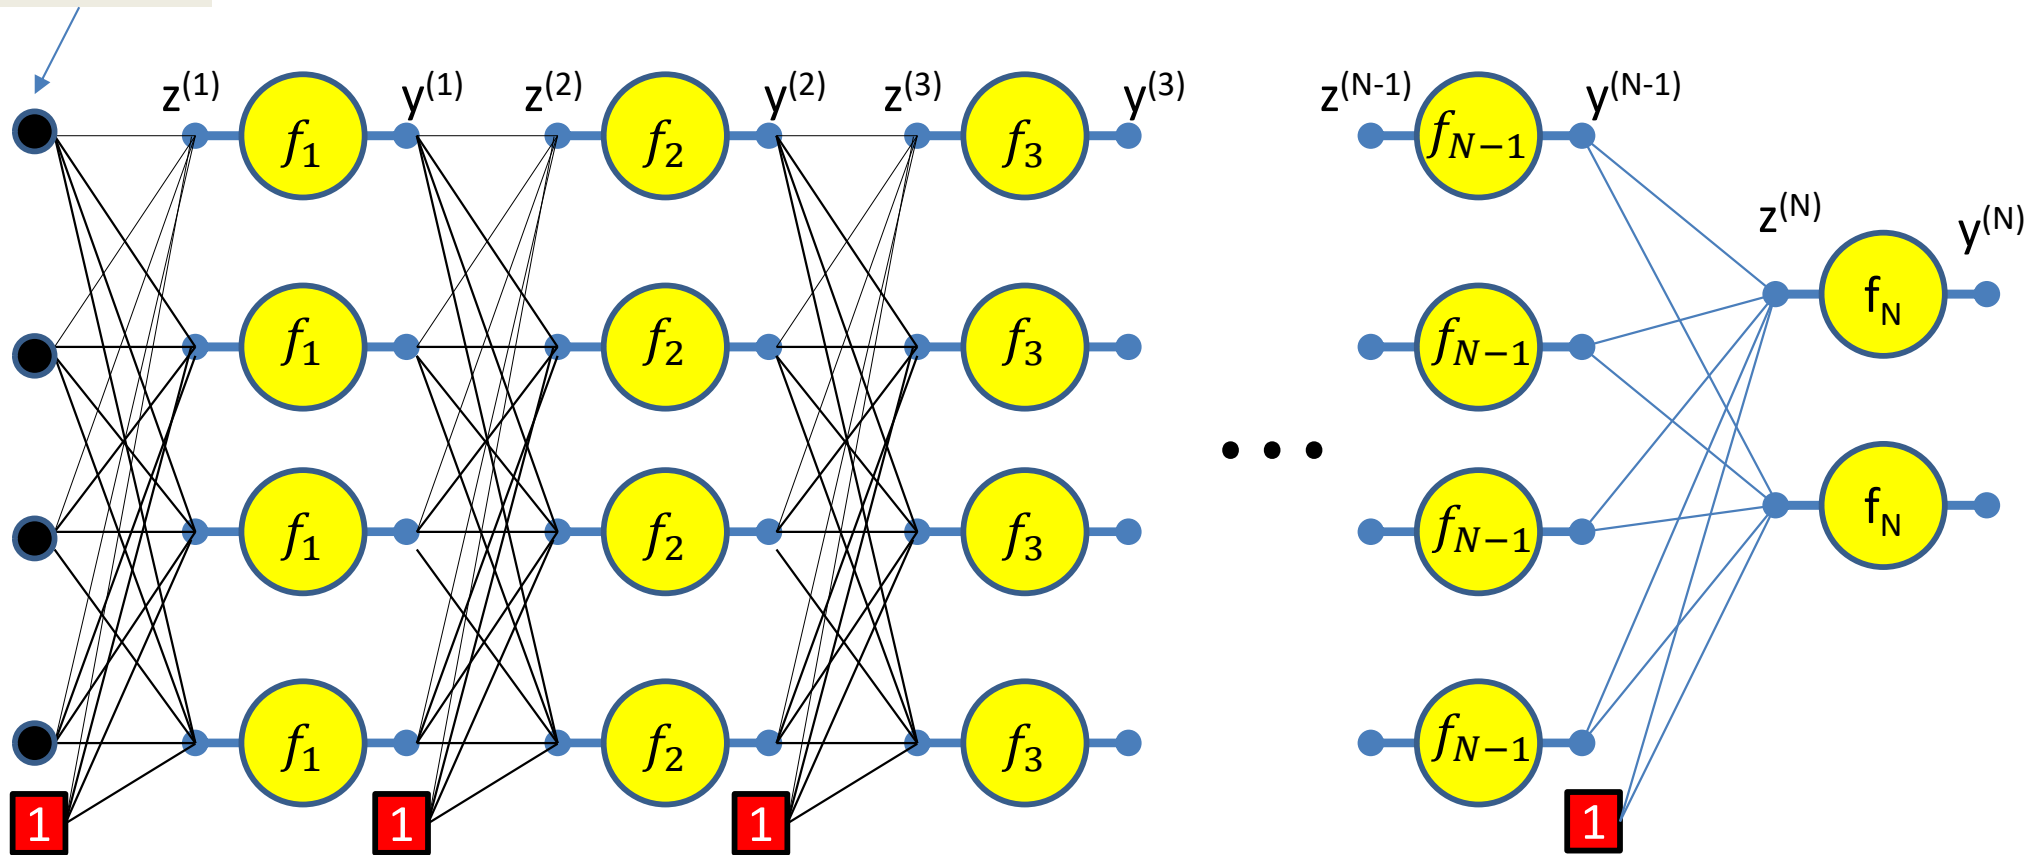 z(1) y(1) z(2) y(2) z(3) y(3) z(N-1) y(N-1)
f1 f2 f3 fN−1
z(N) y(N)
fN
f1 f2 f3 fN−1
f1 f2 f3 fN−1
fN
f1 f2 f3 fN−1
1 1 1 1